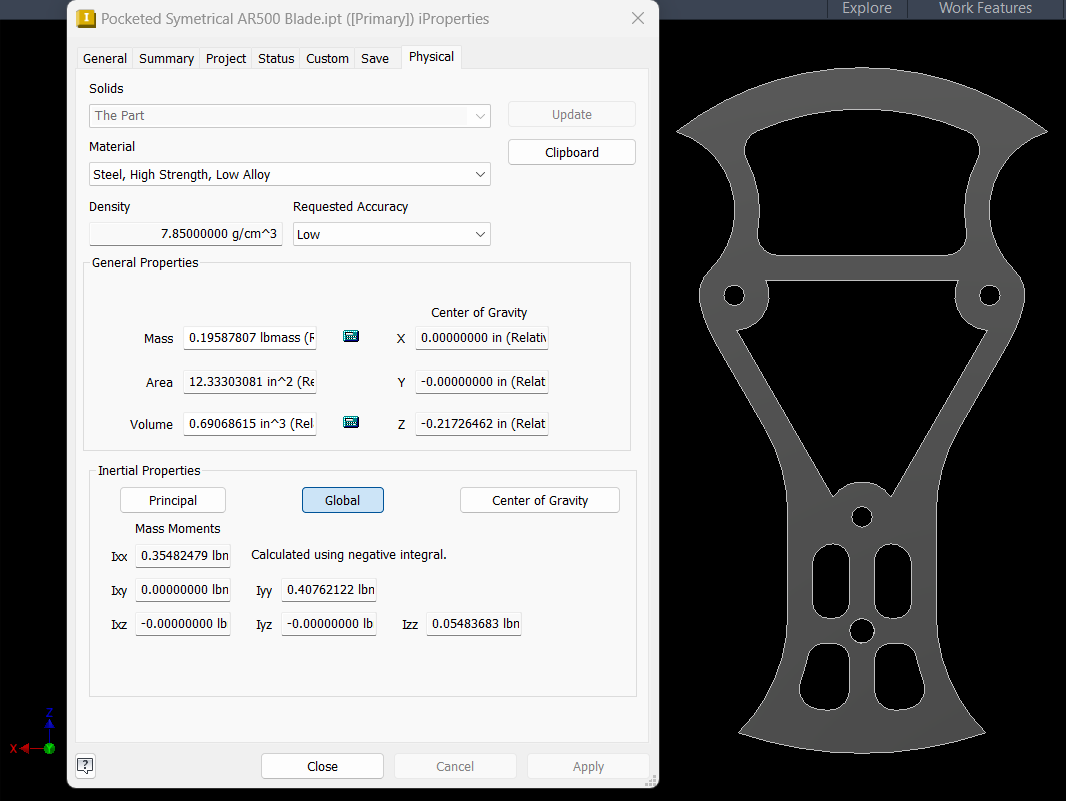 Pocketed Symetrical AR500 Blade.ipt ([Primary]) iProperties
Explore
Work Features
General Summary Project Status Custom Save Physical
Solids
The Part
Update
Material
Clipboard
Steel, High Strength, Low Alloy
Density
Requested Accuracy
7.85000000 g/cm^3
Low
General Properties
Center of Gravity
Mass 0.19587807 lbmass (R
X 0.00000000 in (Relativ
Area 12.33303081 in^2 (Re
Y -0.00000000 in (Relat
Volume 0.69068615 in^3 (Rel
Z -0.21726462 in (Relat
Inertial Properties
Principal Global Center of Gravity
Mass Moments
Ixx 0.35482479 lbn
Calculated using negative integral.
Ixy 0.00000000 lbn
Iyy 0.40762122 lbn
Ixz -0.00000000 lb
Iyz -0.00000000 lb
Izz 0.05483683 lbn
Z
X
Y
?
Close Cancel Apply